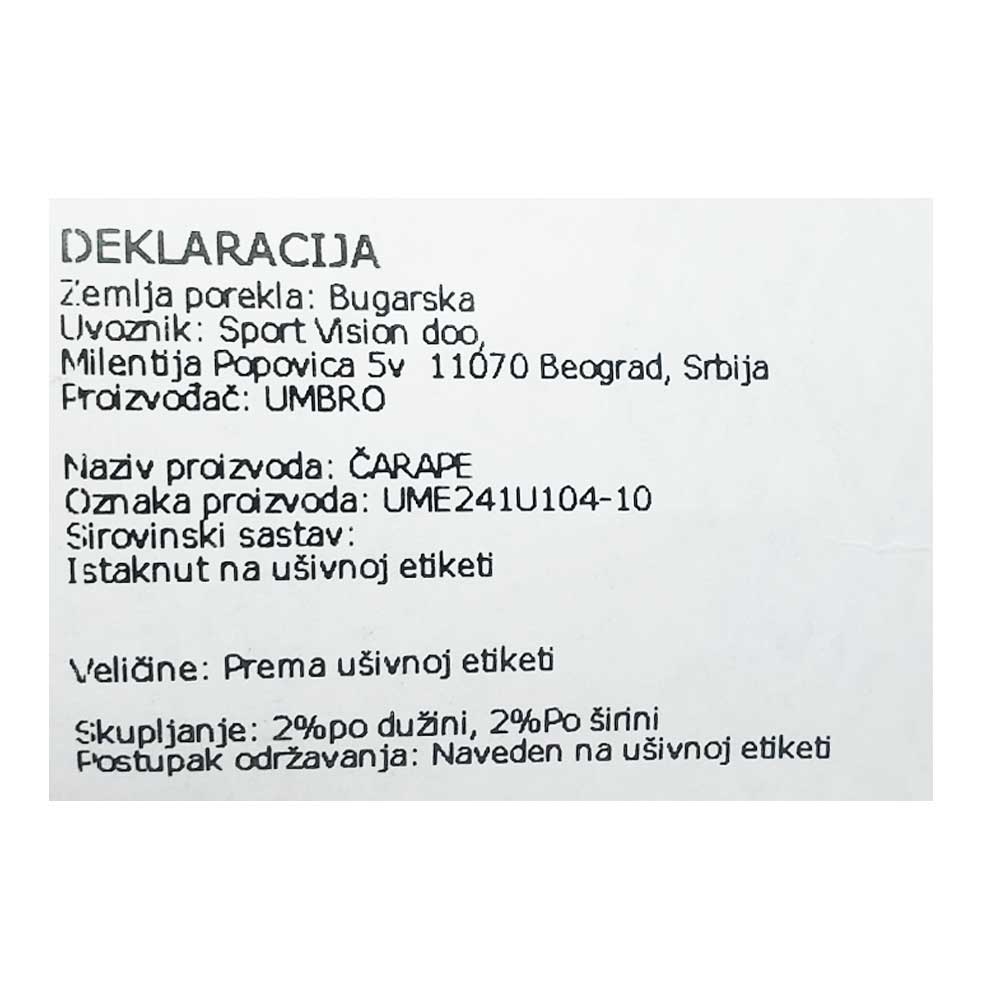 DEKLARACIJA
Zemlja porekla: Bugarska
Uvoznik: Sport Vision doo,
Milentija Popovica 5v 11070 Beograd, Srbija
Proizvođač: UMBRO
Naziv proizvoda: ČARAPE
Oznaka proizvoda: UME241U104-10
Sirovinski sastav:
Istaknut na ušivnoj etiketi
Veličine: Prema ušivnoj etiketi
Skupljanje: 2%po dužini, 2%Po širini
Postupak održavanja: Naveden na ušivnoj etiketi